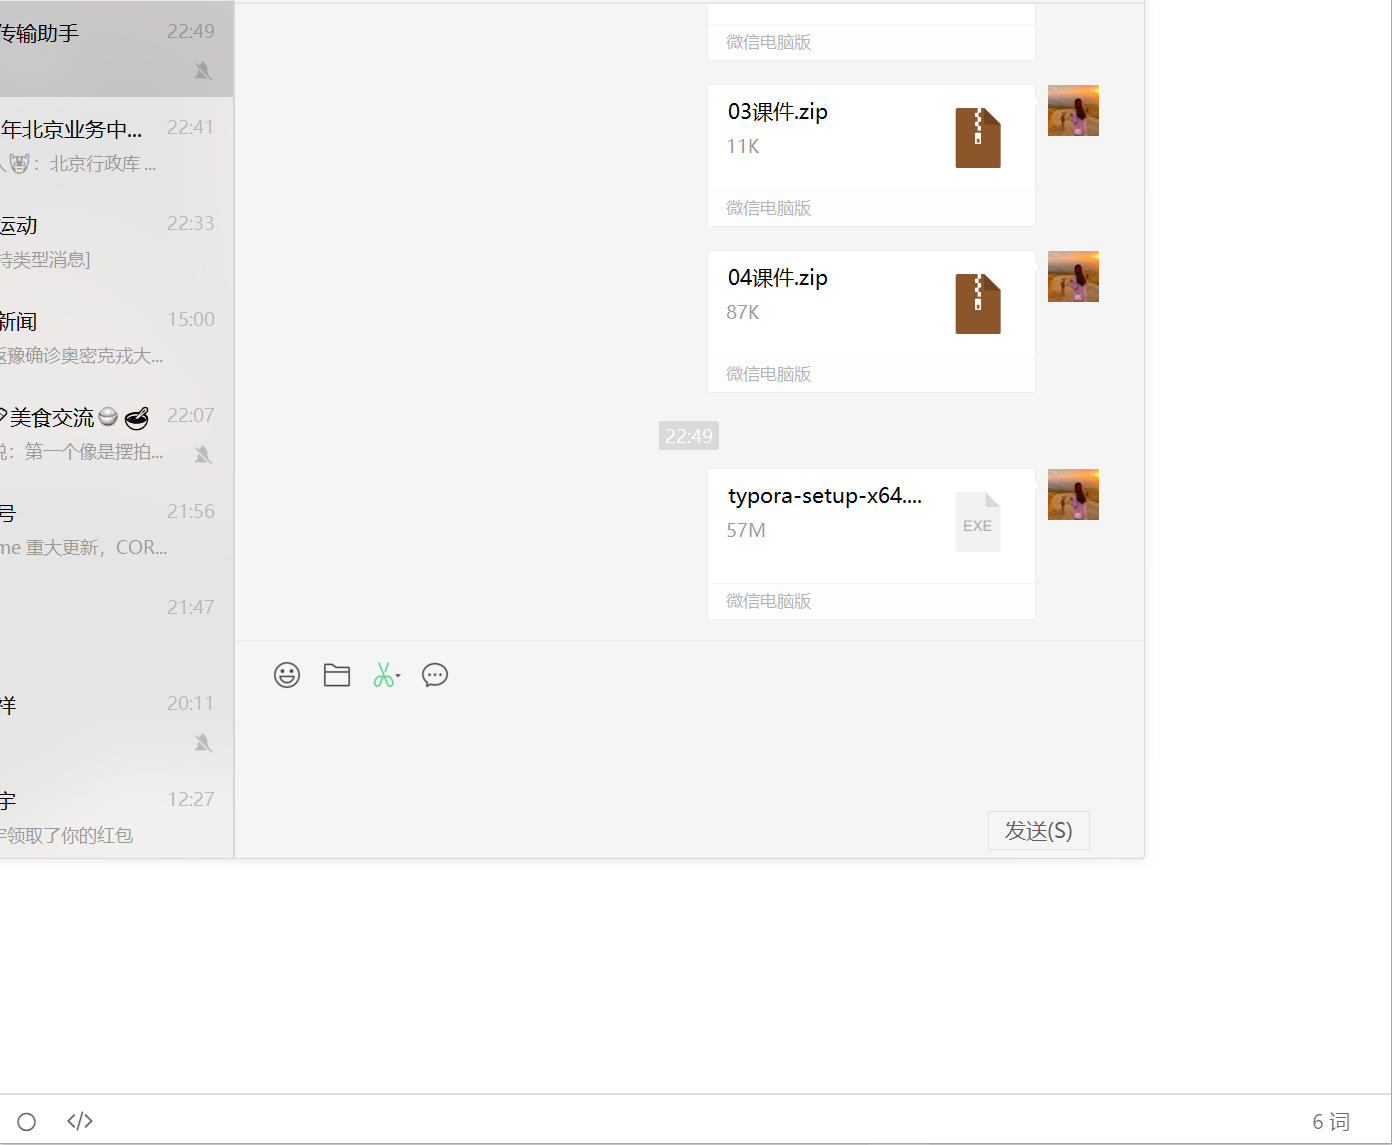 传输助手
22:49
年北京业务中...
22:41
人🐯：北京行政库 ...
运动
22:33
持类型消息]
新闻
15:00
返豫确诊奥密克戎大...
美食交流
22:07
说：第一个像是摆拍...
号
21:56
me 重大更新，COR...
21:47
祥
20:11
宇
12:27
宇领取了你的红包
微信电脑版
03课件.zip
11K
微信电脑版
04课件.zip
87K
微信电脑版
22:49
typora-setup-x64....
57M
EXE
微信电脑版
发送(S)
</>
6 词